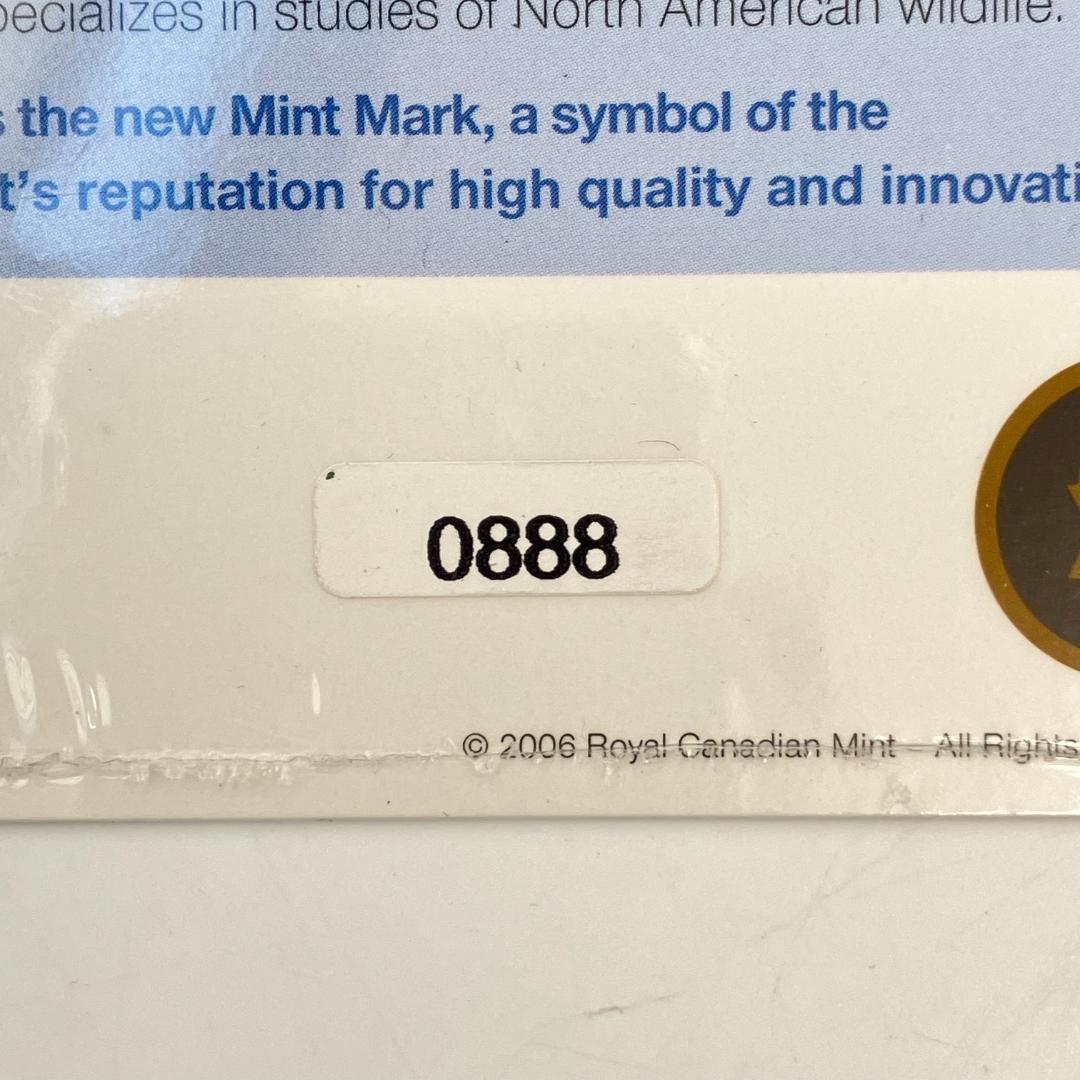 specializes in studies of North American wildlife.
the new Mint Mark, a symbol of the
t's reputation for high quality and innovati
0888
© 2006 Royal Canadian Mint – All Rights